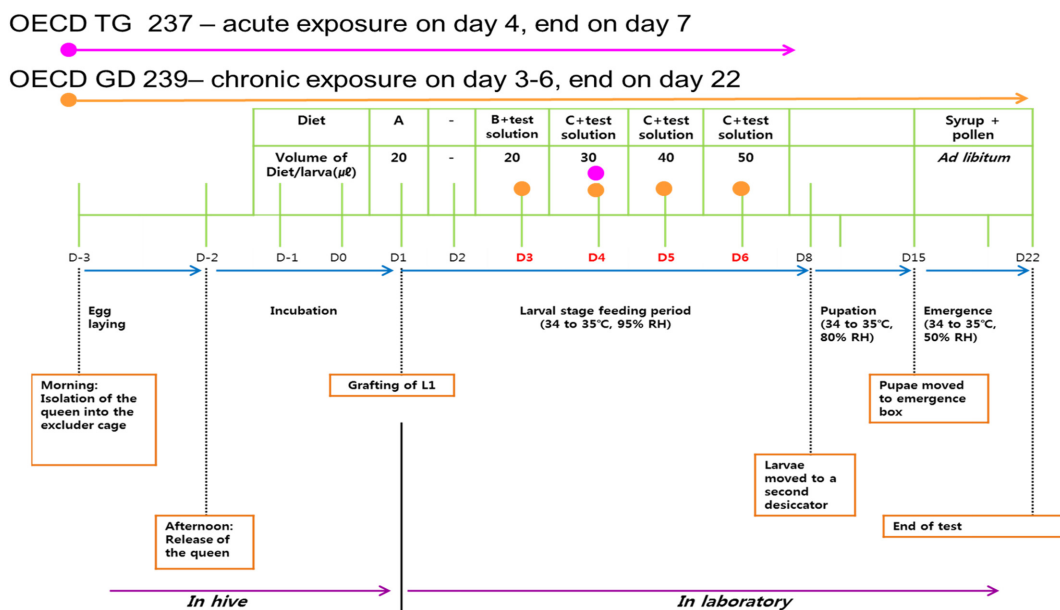 OECD TG 237 – acute exposure on day 4, end on day 7
OECD GD 239– chronic exposure on day 3-6, end on day 22
Diet A - B+test solution C+test solution C+test solution C+test solution Syrup + pollen
Volume of Diet/larva(㎕) 20 - 20 30 40 50 Ad libitum
D-3 D-2 D-1 D0 D1 D2 D3 D4 D5 D6 D8 D15 D22
Egg laying
Incubation
Larval stage feeding period
(34 to 35℃, 95% RH)
Pupation
(34 to 35℃,
80% RH)
Emergence
(34 to 35℃,
50% RH)
Morning:
Isolation of the
queen into the
excluder cage
Grafting of L1
Pupae moved
to emergence
box
Larvae
moved to a
second
desiccator
Afternoon:
Release of
the queen
End of test
In hive
In laboratory